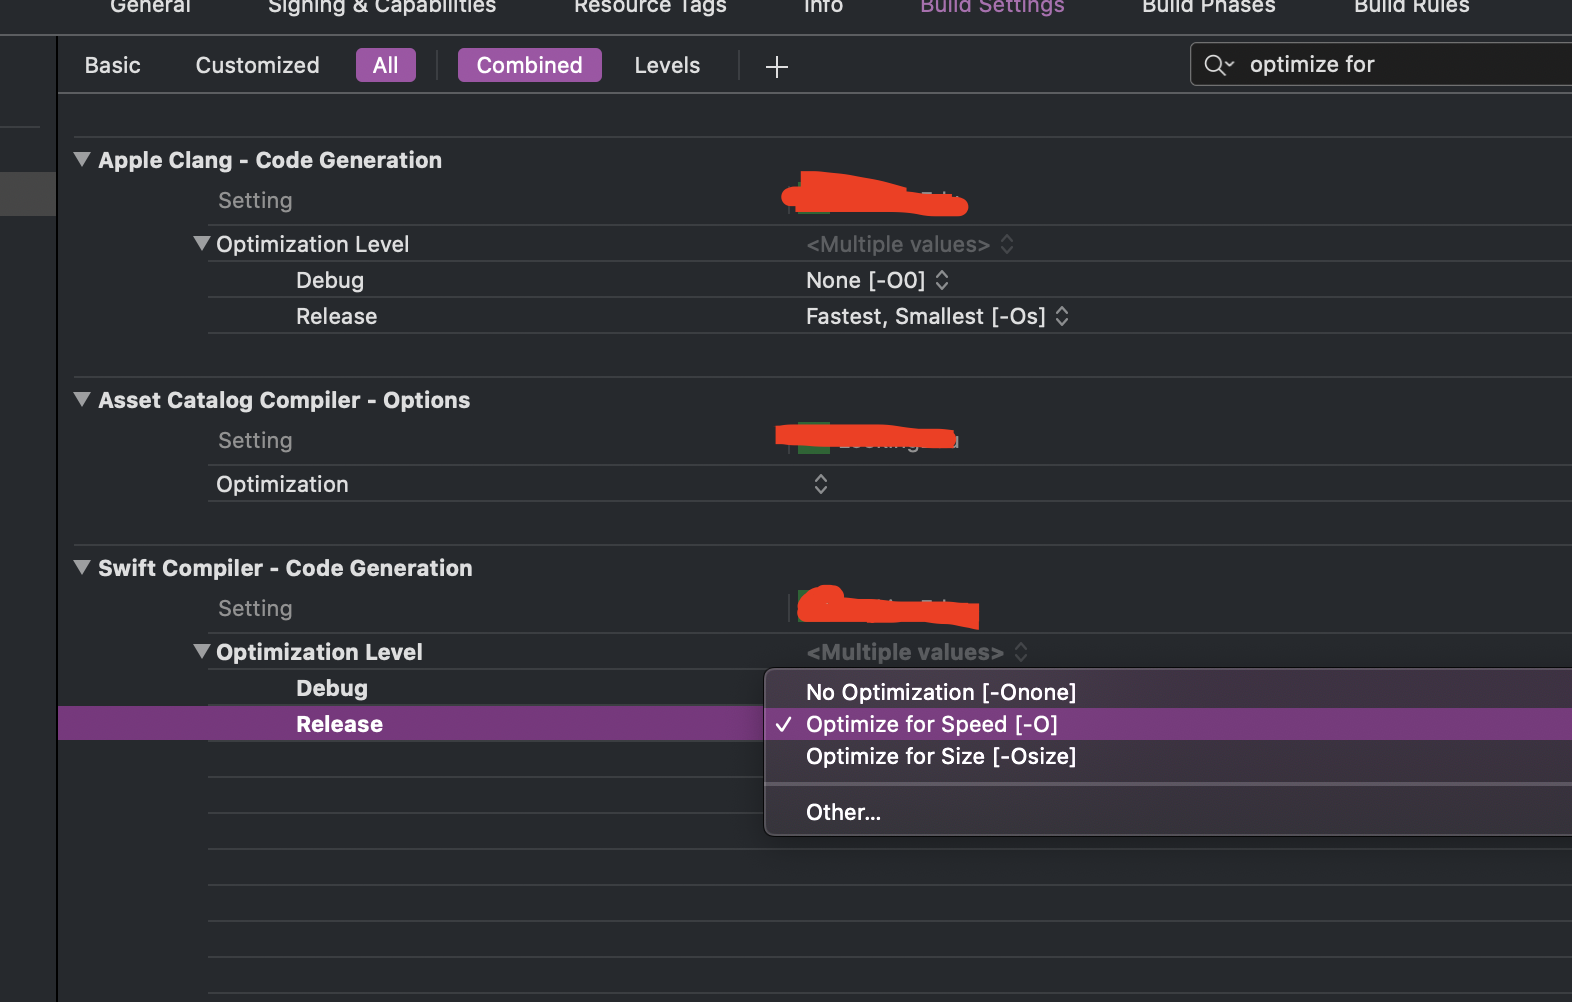 General Signing & Capabilities Resource Tags Info Build Settings Build Phases Build Rules
Basic Customized All Combined Levels + optimize for
Apple Clang - Code Generation
Setting
Optimization Level <Multiple values>
Debug None [-O0]
Release Fastest, Smallest [-Os]
Asset Catalog Compiler - Options
Setting
Optimization
Swift Compiler - Code Generation
Setting
Optimization Level <Multiple values>
Debug No Optimization [-Onone]
Release Optimize for Speed [-O]
Optimize for Size [-Osize]
Other...